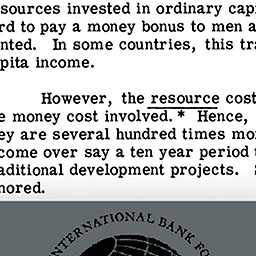 sources invested in ordinary capi
rd to pay a money bonus to men a
nted. In some countries, this tra
pita income.
However, the resource cost
e money cost involved.* Hence,
ey are several hundred times mo
come over say a ten year period t
aditional development projects. S
nored.
INTERNATIONAL BANK FO